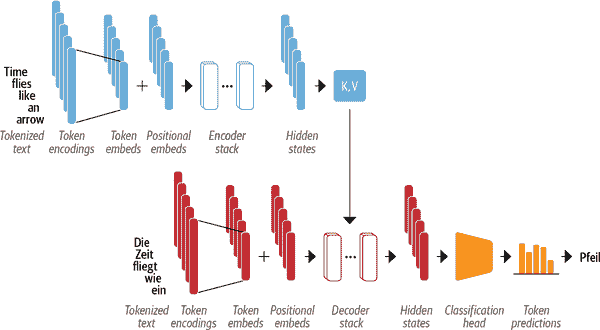 Time
flies
like
an
arrow
K, V
Tokenized text
Token encodings
Token embeds
Positional embeds
Encoder stack
Hidden states
Die
Zeit
fliegt
wie
ein
Pfeil
Tokenized text
Token encodings
Token embeds
Positional embeds
Decoder stack
Hidden states
Classification head
Token predictions